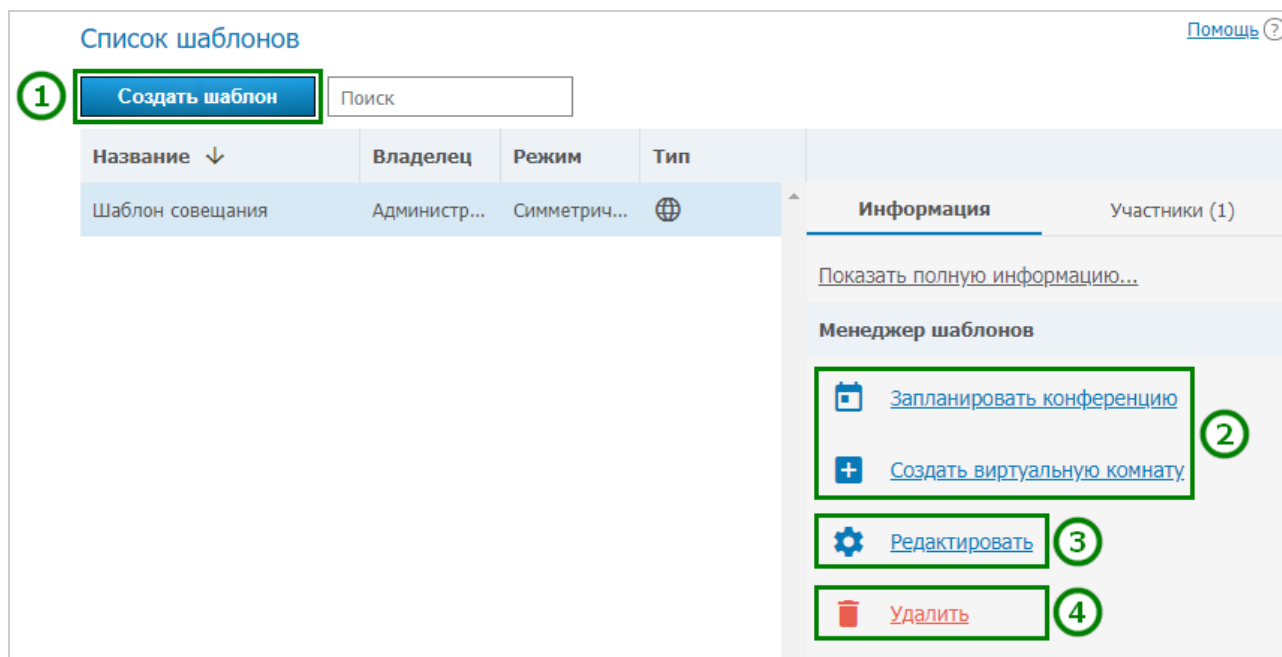 Список шаблонов
Помощь ?
1 Создать шаблон Поиск
Название ↓ Владелец Режим Тип
Шаблон совещания Администр... Симметрич...
Информация Участники (1)
Показать полную информацию...
Менеджер шаблонов
Запланировать конференцию
2
Создать виртуальную комнату
Редактировать 3
Удалить 4